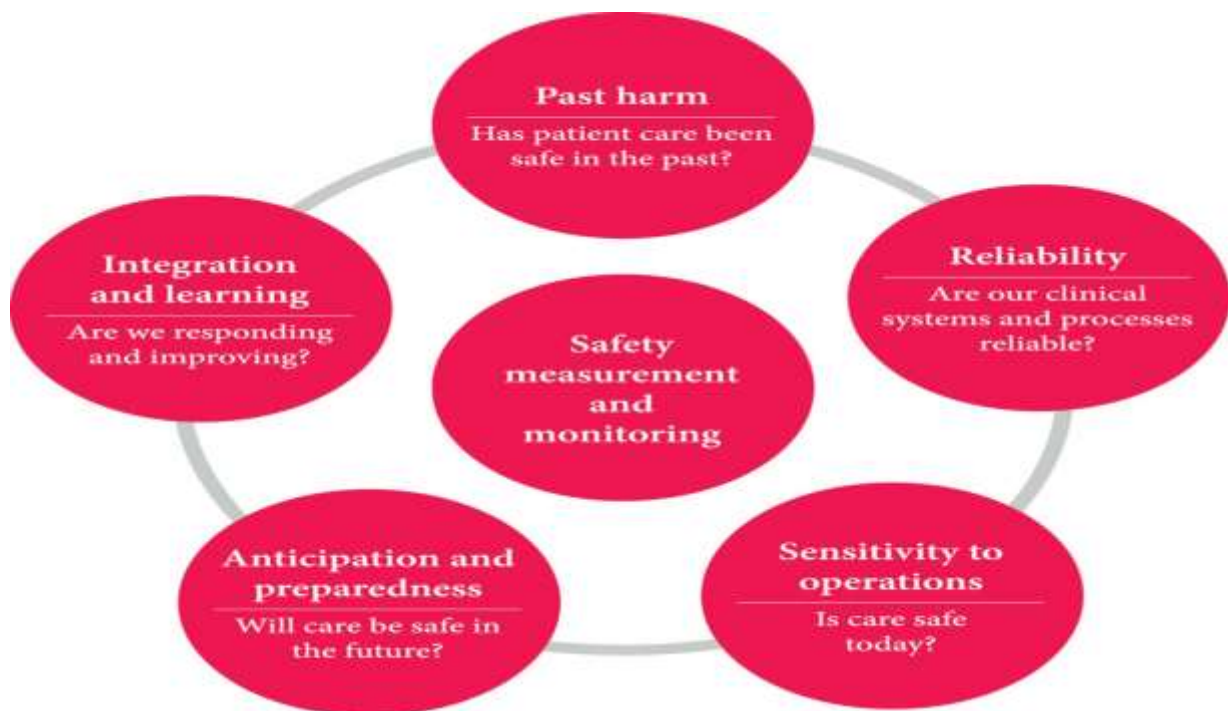 Past harm
Has patient care been
safe in the past?
Reliability
Are our clinical
systems and processes
reliable?
Sensitivity to
operations
Is care safe
today?
Anticipation and
preparedness
Will care be safe in
the future?
Integration
and learning
Are we responding
and improving?
Safety
measurement
and
monitoring